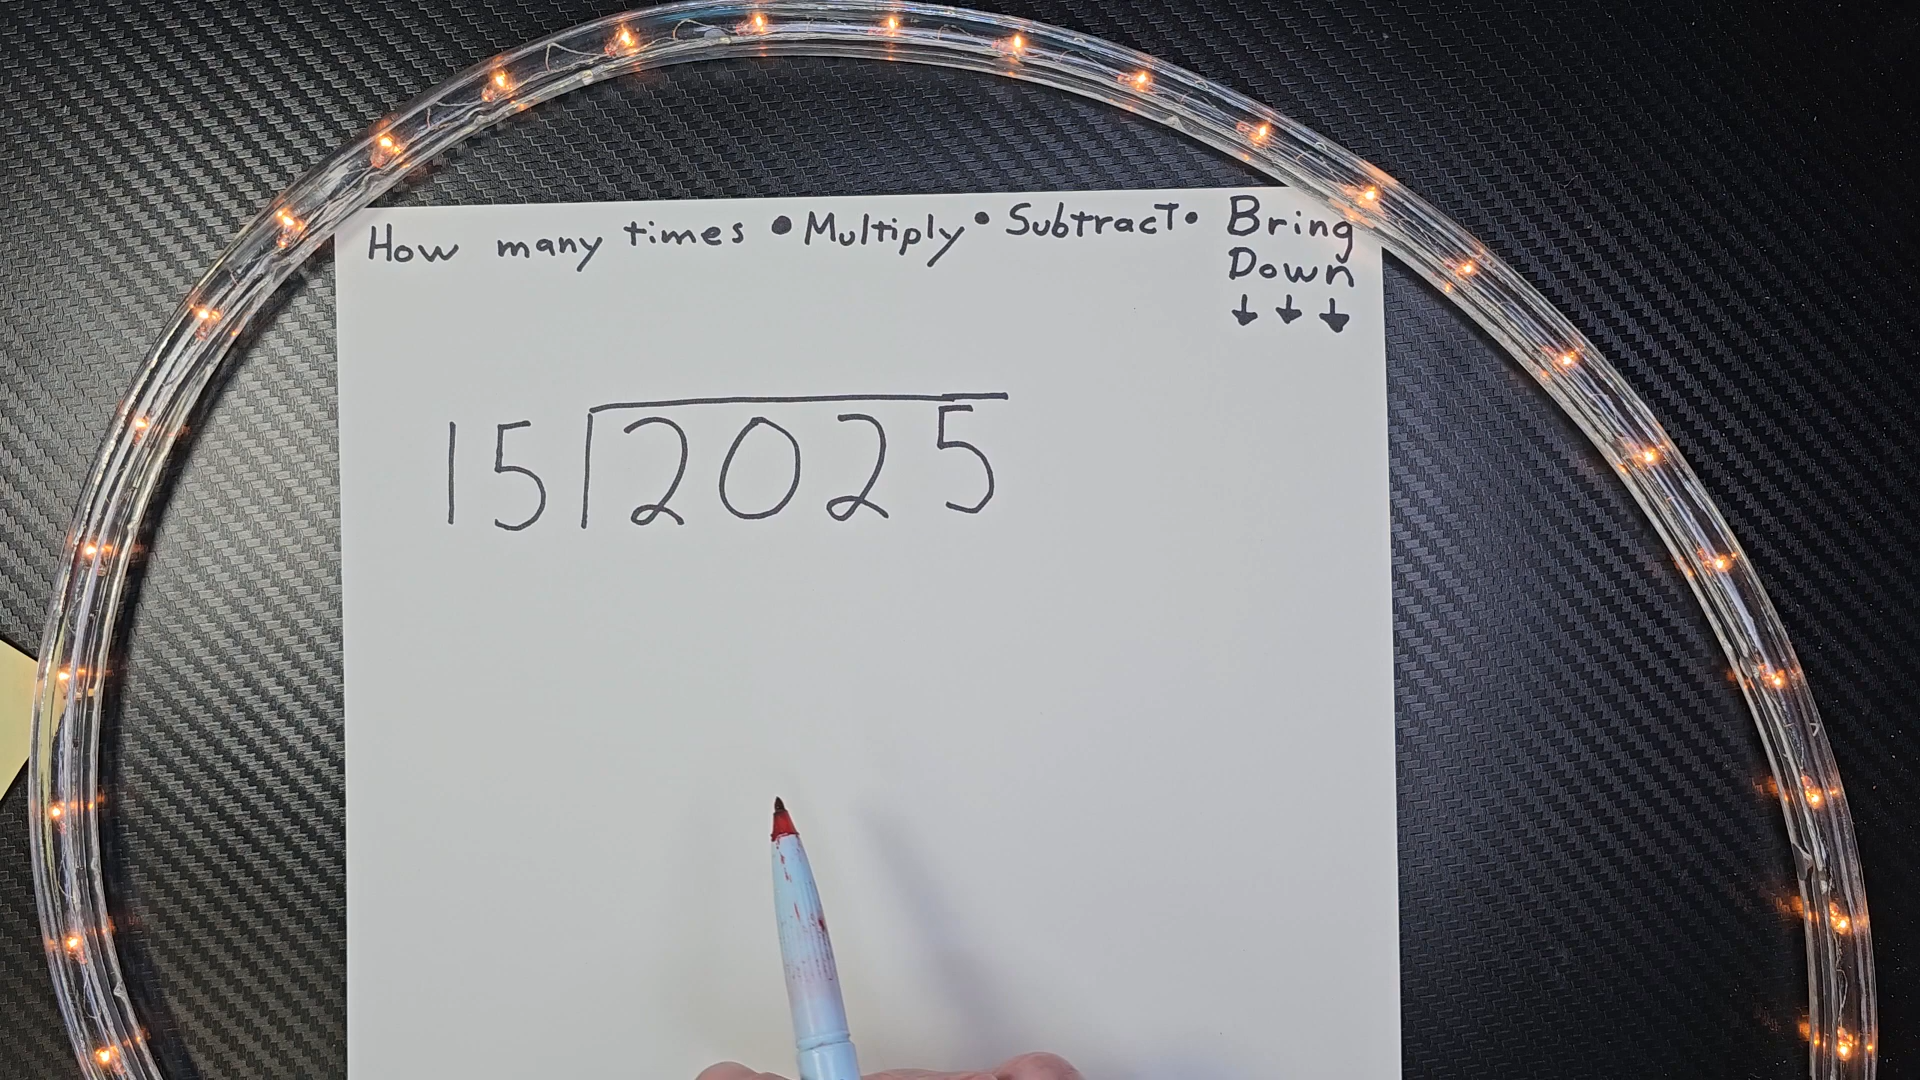 How many times • Multiply • Subtract • Bring
Down
↓ ↓ ↓
15 2025